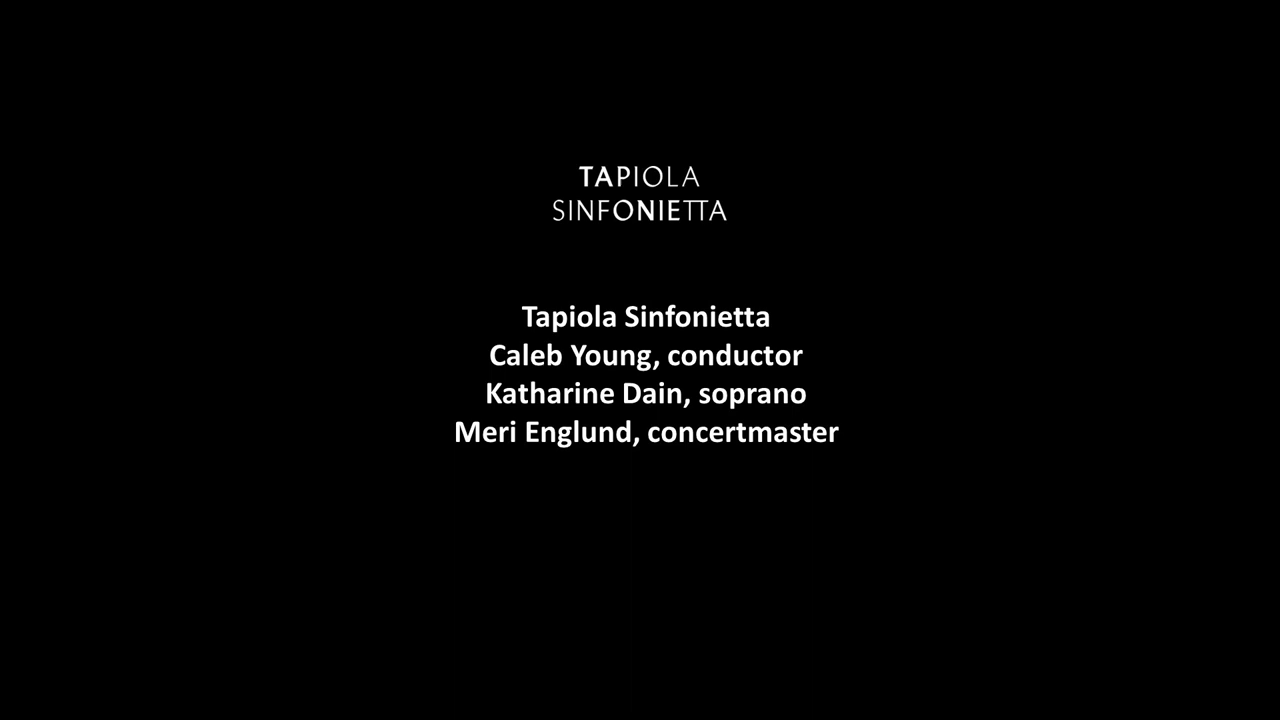 TAPIOLA
SINFONIETTA
Tapiola Sinfonietta
Caleb Young, conductor
Katharine Dain, soprano
Meri Englund, concertmaster